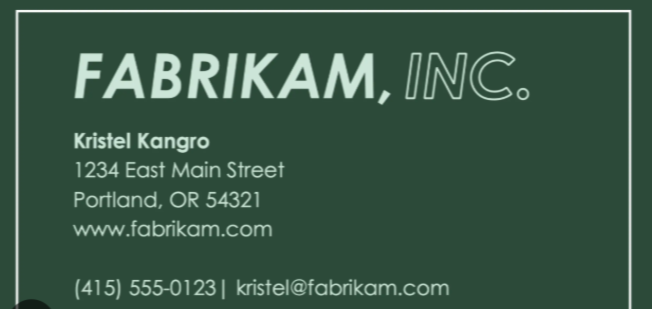 FABRIKAM, INC.
Kristel Kangro
1234 East Main Street
Portland, OR 54321
www.fabrikam.com
(415) 555-0123| kristel@fabrikam.com